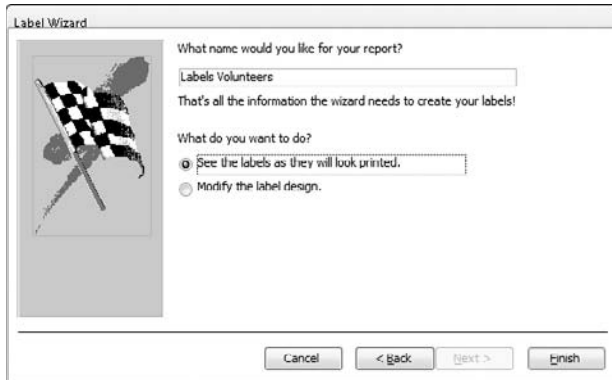 Label Wizard
What name would you like for your report?
Labels Volunteers
That's all the information the wizard needs to create your labels!
What do you want to do?
See the labels as they will look printed.
Modify the label design.
Cancel
< Back
Next >
Finish